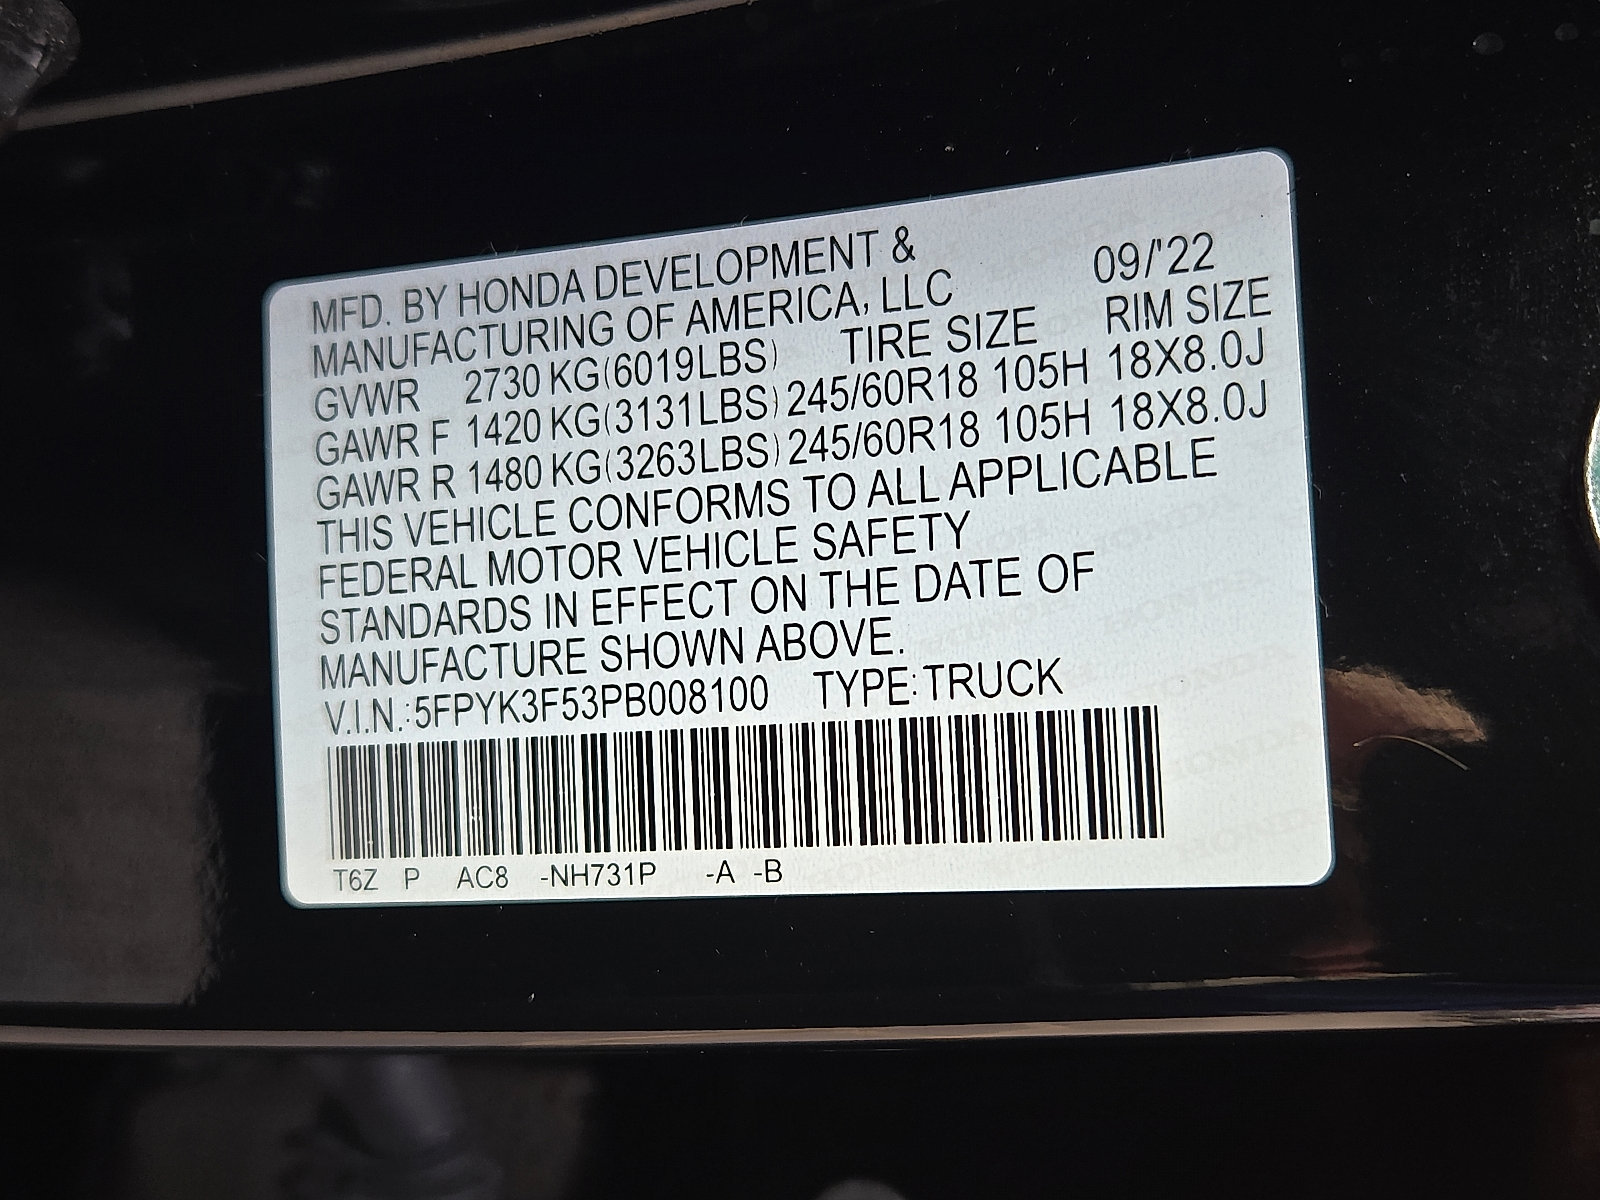 MFD. BY HONDA DEVELOPMENT &
MANUFACTURING OF AMERICA, LLC 09/'22
GVWR 2730 KG(6019LBS) TIRE SIZE RIM SIZE
GAWR F 1420 KG(3131LBS) 245/60R18 105H 18X8.0J
GAWR R 1480 KG(3263LBS) 245/60R18 105H 18X8.0J
THIS VEHICLE CONFORMS TO ALL APPLICABLE
FEDERAL MOTOR VEHICLE SAFETY
STANDARDS IN EFFECT ON THE DATE OF
MANUFACTURE SHOWN ABOVE.
V.I.N.:5FPYK3F53PB008100 TYPE:TRUCK
T6Z P AC8 -NH731P -A -B